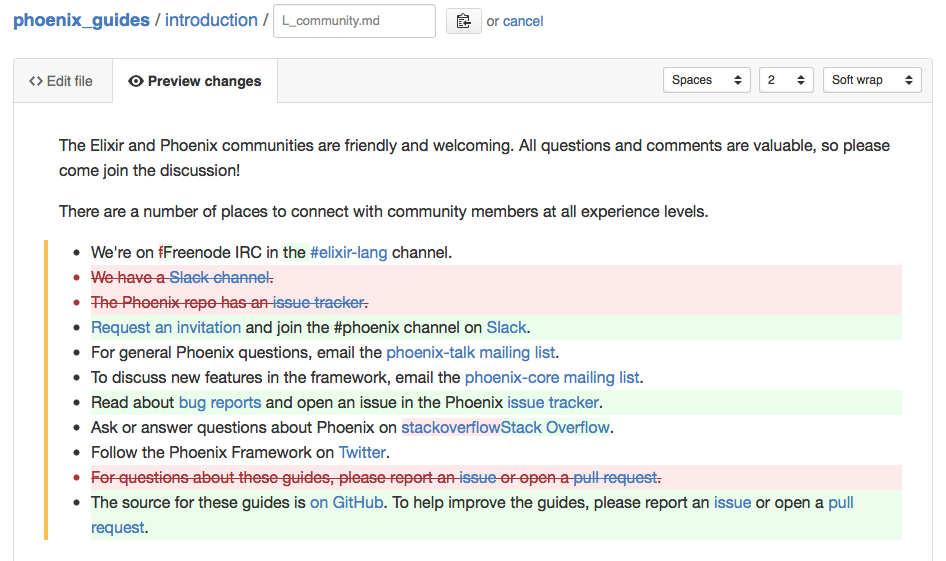 phoenix_guides / introduction / L_community.md or cancel
Edit file Preview changes Spaces 2 Soft wrap
The Elixir and Phoenix communities are friendly and welcoming. All questions and comments are valuable, so please
come join the discussion!
There are a number of places to connect with community members at all experience levels.
We're on fFreenode IRC in the #elixir-lang channel.
We have a Slack channel.
The Phoenix repo has an issue tracker.
Request an invitation and join the #phoenix channel on Slack.
For general Phoenix questions, email the phoenix-talk mailing list.
To discuss new features in the framework, email the phoenix-core mailing list.
Read about bug reports and open an issue in the Phoenix issue tracker.
Ask or answer questions about Phoenix on stackoverflowStack Overflow.
Follow the Phoenix Framework on Twitter.
For questions about these guides, please report an issue or open a pull request.
The source for these guides is on GitHub. To help improve the guides, please report an issue or open a pull
request.